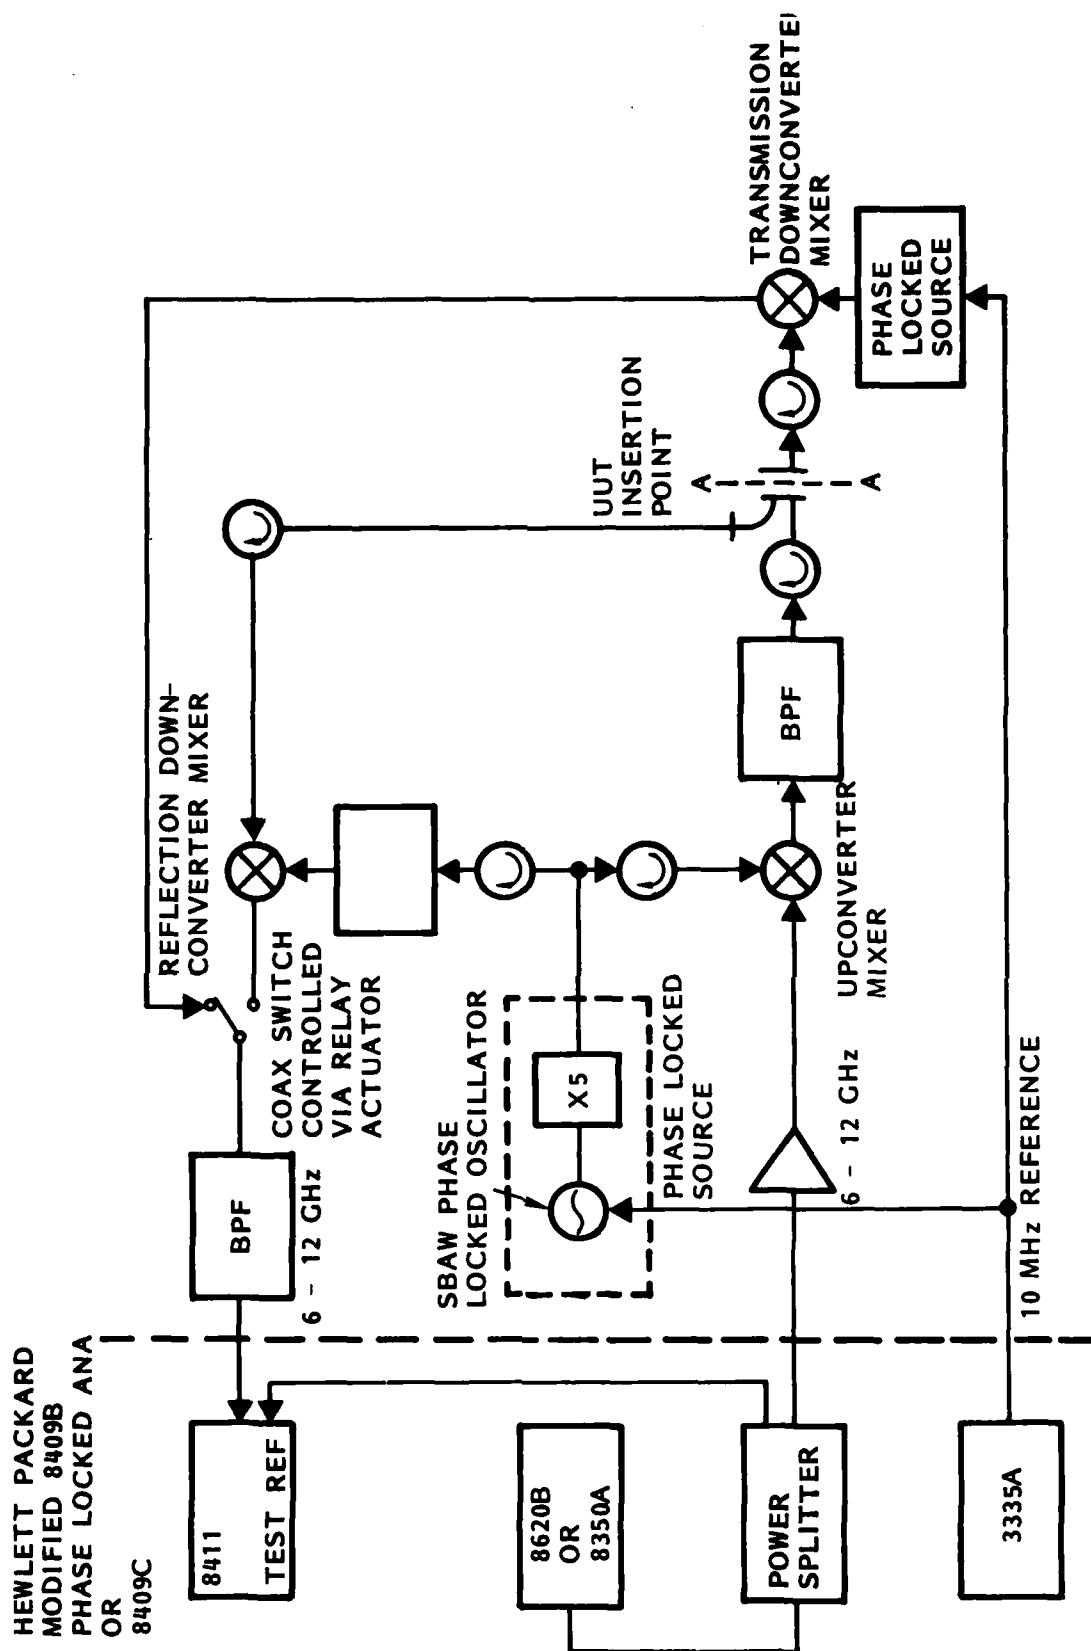 HEWLETT PACKARD
MODIFIED 8409B
PHASE LOCKED ANA
OR
8409C
8411
TEST REF
8620B
OR
8350A
POWER
SPLITTER
3335A
BPF
6 - 12 GHz
COAX SWITCH
CONTROLLED
VIA RELAY
ACTUATOR
REFLECTION DOWN-
CONVERTER MIXER
SBAW PHASE
LOCKED OSCILLATOR
X5
PHASE LOCKED
SOURCE
6 - 12 GHz
UPCONVERTER
MIXER
10 MHz REFERENCE
BPF
UUT
INSERTION
POINT
A
A
TRANSMISSION
DOWNCONVERTE
MIXER
PHASE
LOCKED
SOURCE